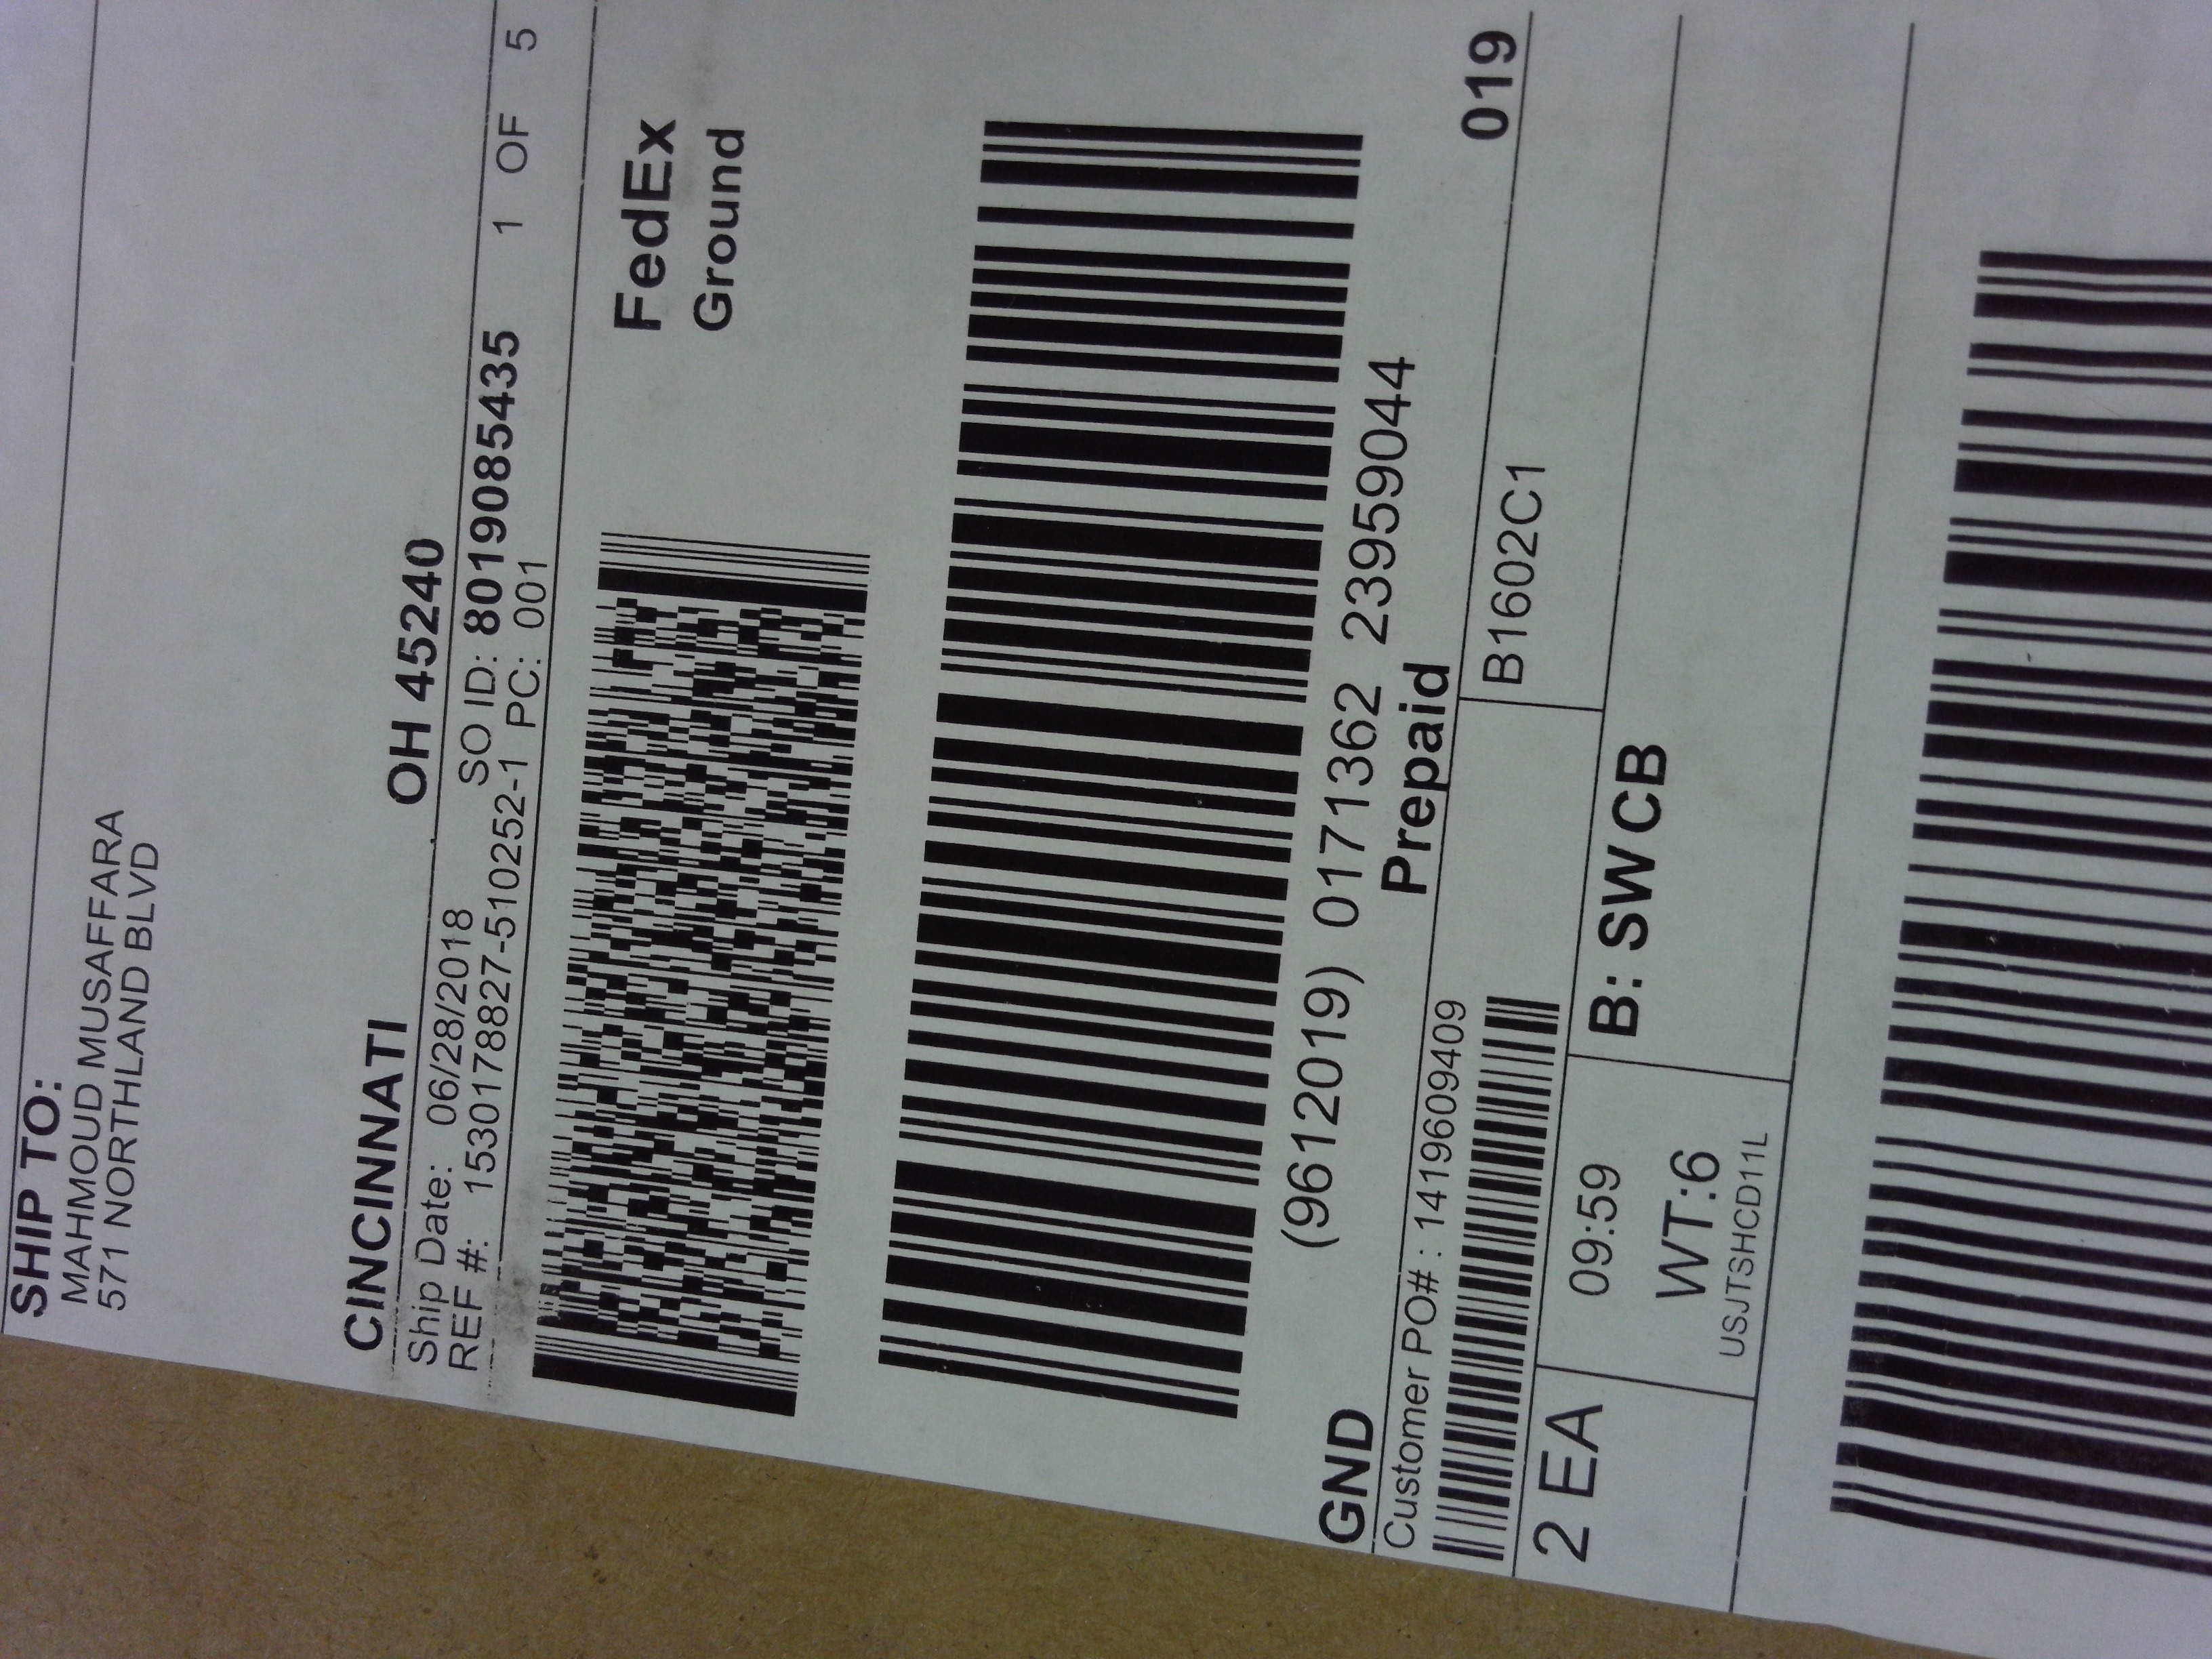 SHIP TO:
MAHMOUD MUSAFFARA
571 NORTHLAND BLVD
CINCINNATI OH 45240
Ship Date: 06/28/2018 SO ID: 8019085435 1 OF 5
REF #: 1530178827-510252-1 PC: 001
FedEx
Ground
(9612019) 0171362 23959044
GND Prepaid 019
Customer PO# : 1419609409
B1602C1
2 EA
09:59
B: SW CB
WT:6
USJTSHCD11L